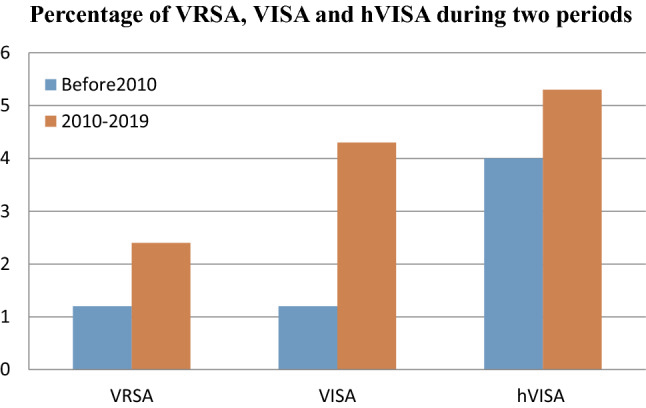 Percentage of VRSA, VISA and hVISA during two periods
6
5
4
3
2
1
0
Before2010
2010-2019
VRSA VISA hVISA